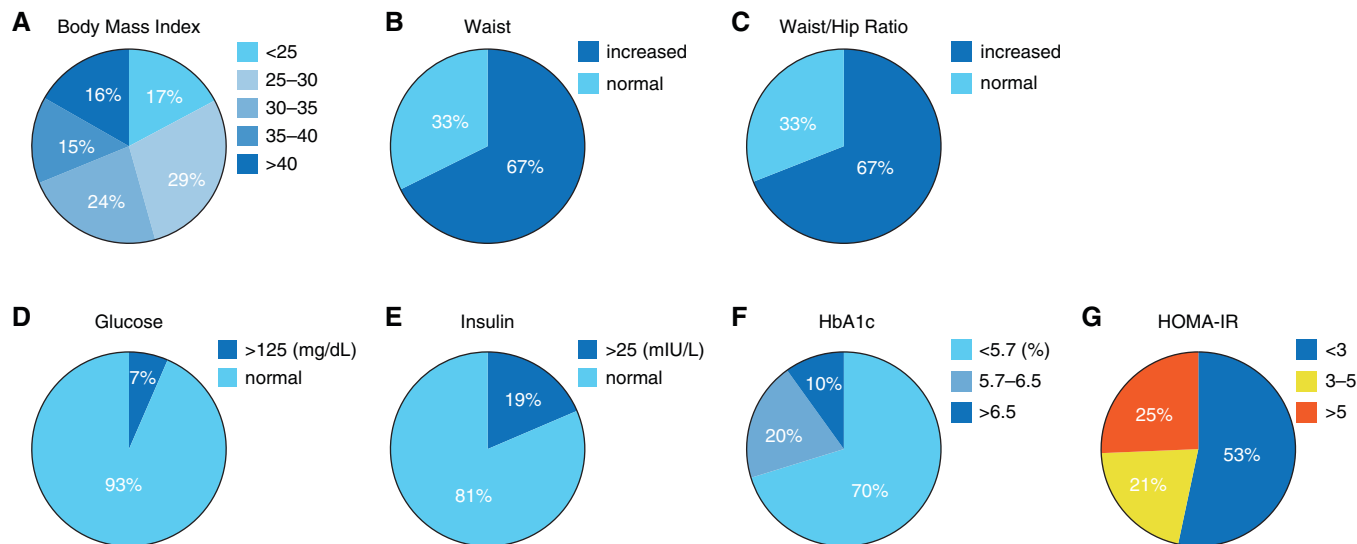 A Body Mass Index
<25
25–30
30–35
35–40
>40
16%
17%
15%
29%
24%
B Waist
increased
normal
33%
67%
C Waist/Hip Ratio
increased
normal
33%
67%
D Glucose
>125 (mg/dL)
normal
7%
93%
E Insulin
>25 (mIU/L)
normal
19%
81%
F HbA1c
<5.7 (%)
5.7–6.5
>6.5
10%
20%
70%
G HOMA-IR
<3
3–5
>5
25%
53%
21%